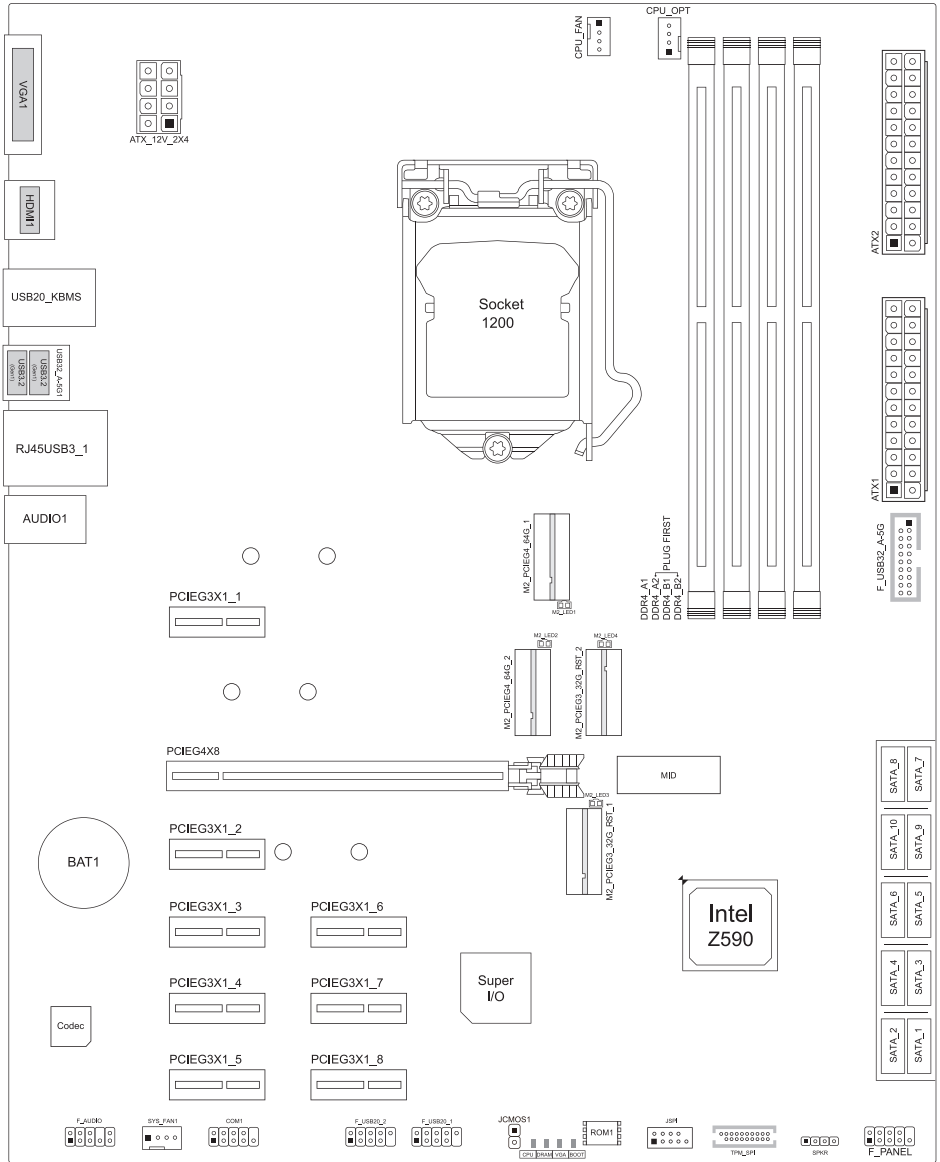 CPU_FAN
CPU_OPT
VGA1
ATX_12V_2X4
HDMI1
ATX2
USB20_KBMS
Socket
1200
USB3.2
(Gen1)
USB3.2
(Gen1)
USB32_A-5G1
RJ45USB3_1
ATX1
AUDIO1
M2_PCIEG4_64G_1
M2_LED1
DDR4_A1
DDR4_A2
DDR4_B1
DDR4_B2
PLUG FIRST
F_USB32_A-5G
PCIEG3X1_1
M2_LED2
M2_LED4
M2_PCIEG4_64G_2
M2_PCIEG3_32G_RST_2
PCIEG4X8
MID
M2_LED3
M2_PCIEG3_32G_RST_1
SATA_8
SATA_7
SATA_10
SATA_9
SATA_6
SATA_5
SATA_4
SATA_3
SATA_2
SATA_1
PCIEG3X1_2
BAT1
PCIEG3X1_3
PCIEG3X1_6
Intel
Z590
PCIEG3X1_4
PCIEG3X1_7
Super
I/O
Codec
PCIEG3X1_5
PCIEG3X1_8
F_AUDIO
SYS_FAN1
COM1
F_USB20_2
F_USB20_1
JCMOS1
CPU DRAM VGA BOOT
ROM1
JSPI
TPM_SPI
SPKR
F_PANEL